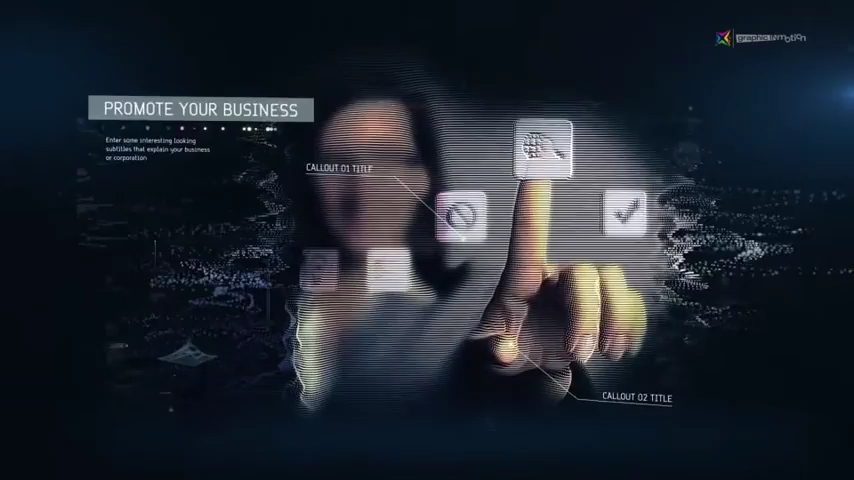 graphicINmotion
PROMOTE YOUR BUSINESS
Enter some interesting looking
subtitles that explain your business
or corporation
CALLOUT 01 TITLE
CALLOUT 02 TITLE